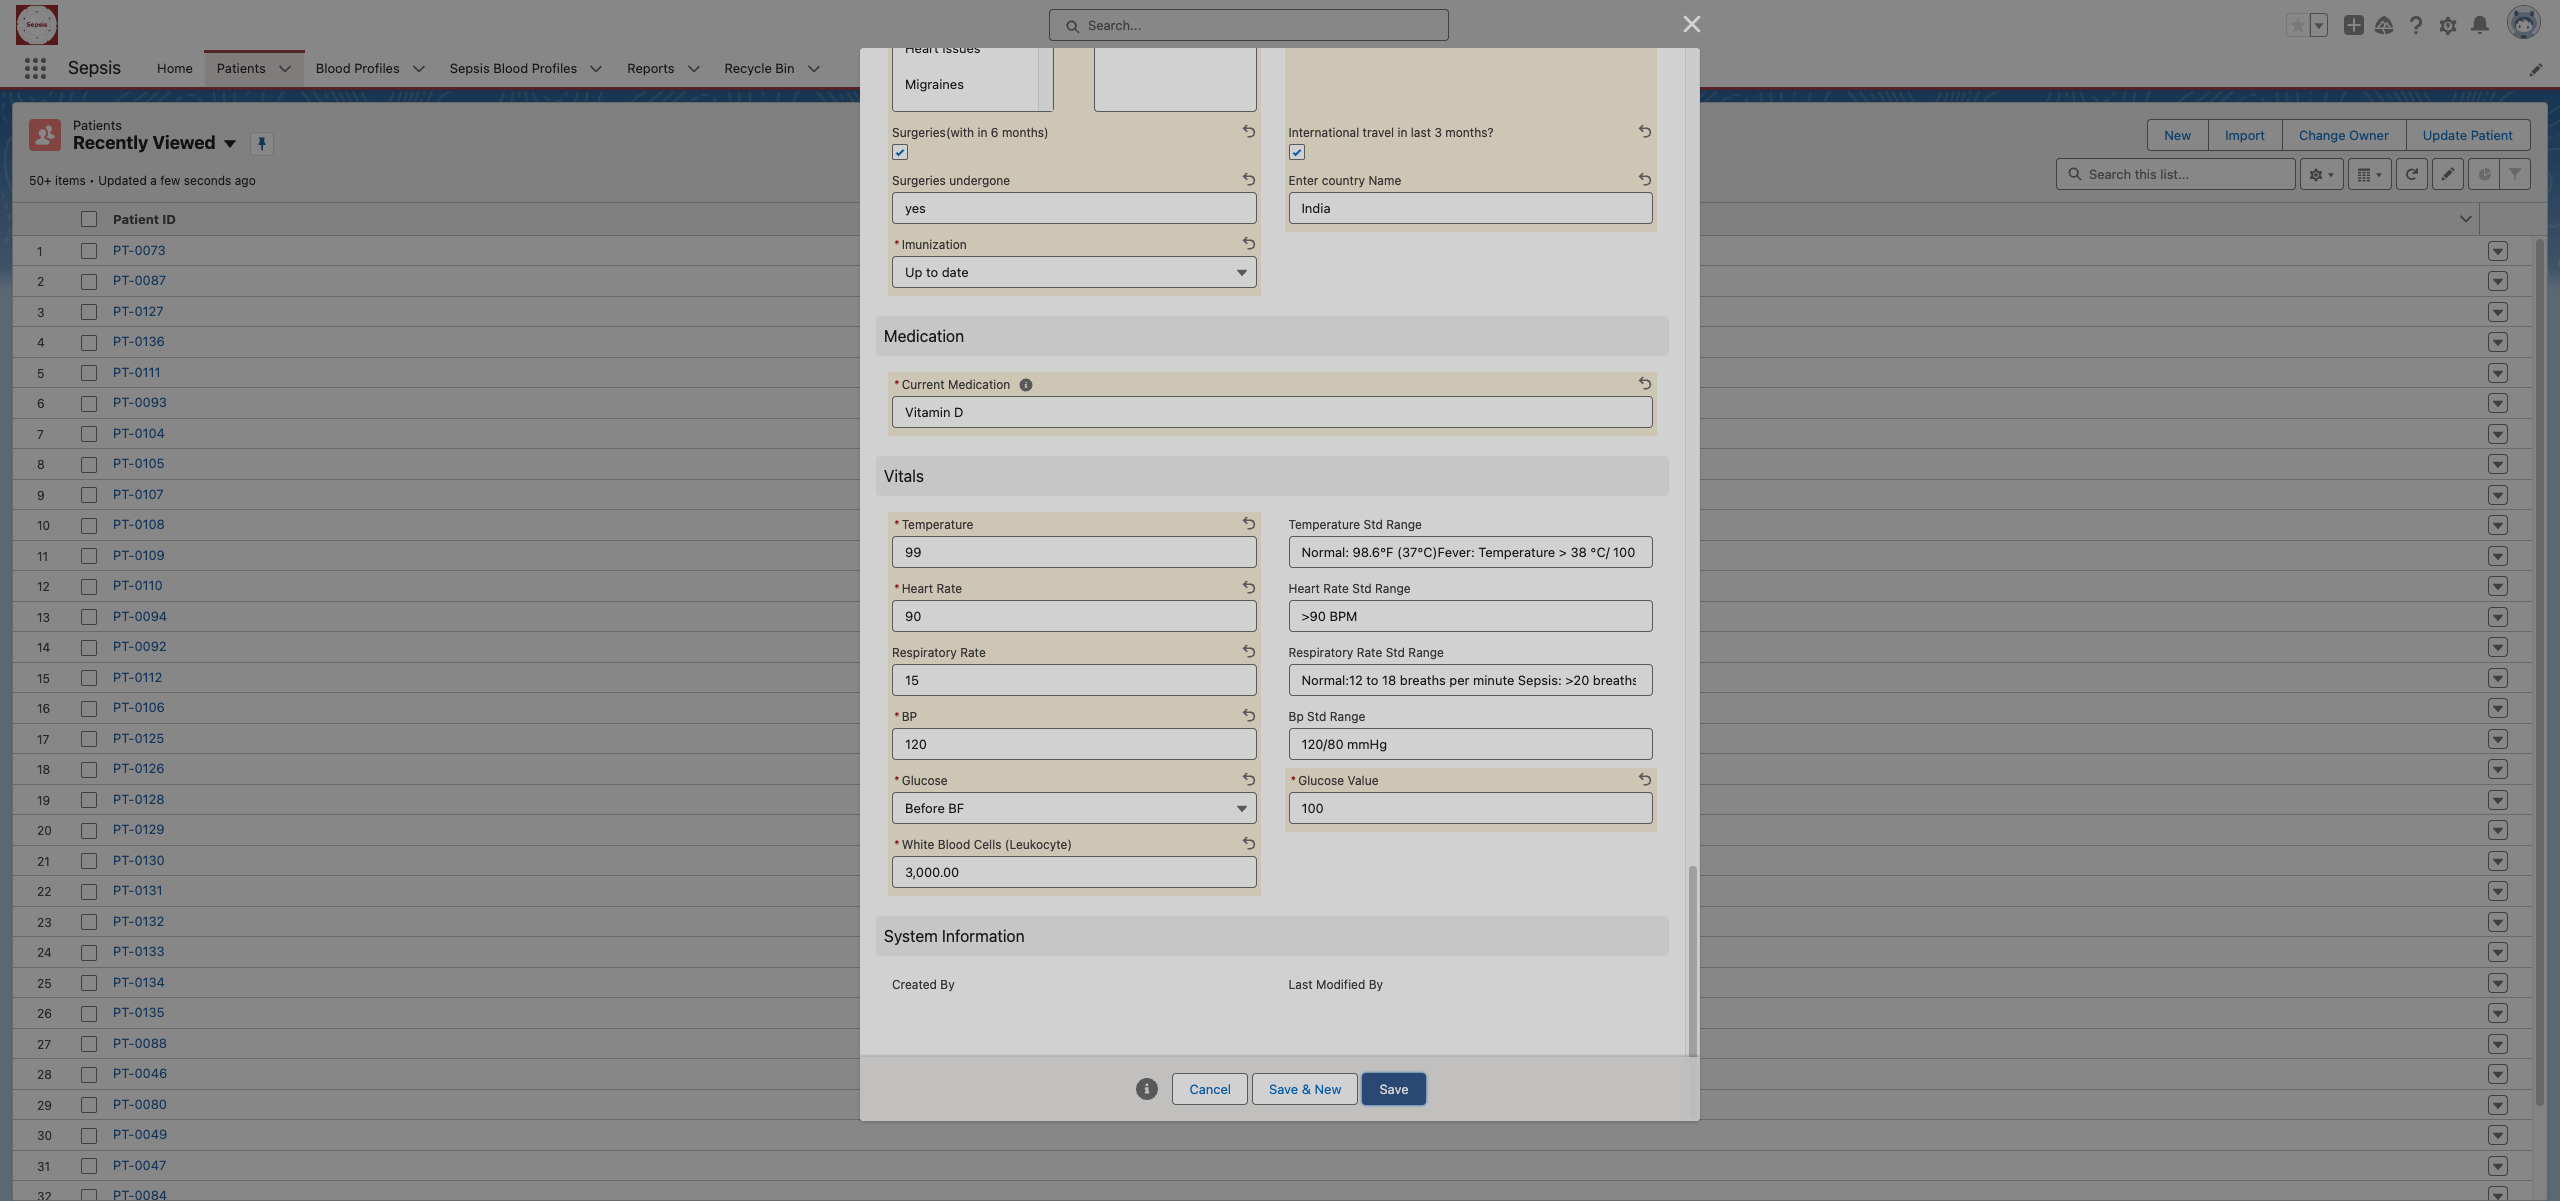 Sepsis
Search...
Sepsis
Home
Patients
Blood Profiles
Sepsis Blood Profiles
Reports
Recycle Bin
Patients
Recently Viewed
50+ items • Updated a few seconds ago
New
Import
Change Owner
Update Patient
Search this list...
Patient ID
1 PT-0073
2 PT-0087
3 PT-0127
4 PT-0136
5 PT-0111
6 PT-0093
7 PT-0104
8 PT-0105
9 PT-0107
10 PT-0108
11 PT-0109
12 PT-0110
13 PT-0094
14 PT-0092
15 PT-0112
16 PT-0106
17 PT-0125
18 PT-0126
19 PT-0128
20 PT-0129
21 PT-0130
22 PT-0131
23 PT-0132
24 PT-0133
25 PT-0134
26 PT-0135
27 PT-0088
28 PT-0046
29 PT-0080
30 PT-0049
31 PT-0047
32 PT-0084
Heart issues
Migraines
Surgeries(with in 6 months)
International travel in last 3 months?
Surgeries undergone
yes
Enter country Name
India
*Imunization
Up to date
Medication
*Current Medication
Vitamin D
Vitals
*Temperature
99
Temperature Std Range
Normal: 98.6°F (37°C)Fever: Temperature > 38 °C/ 100
*Heart Rate
90
Heart Rate Std Range
>90 BPM
Respiratory Rate
15
Respiratory Rate Std Range
Normal:12 to 18 breaths per minute Sepsis: >20 breaths
*BP
120
Bp Std Range
120/80 mmHg
*Glucose
Before BF
*Glucose Value
100
*White Blood Cells (Leukocyte)
3,000.00
System Information
Created By
Last Modified By
Cancel
Save & New
Save